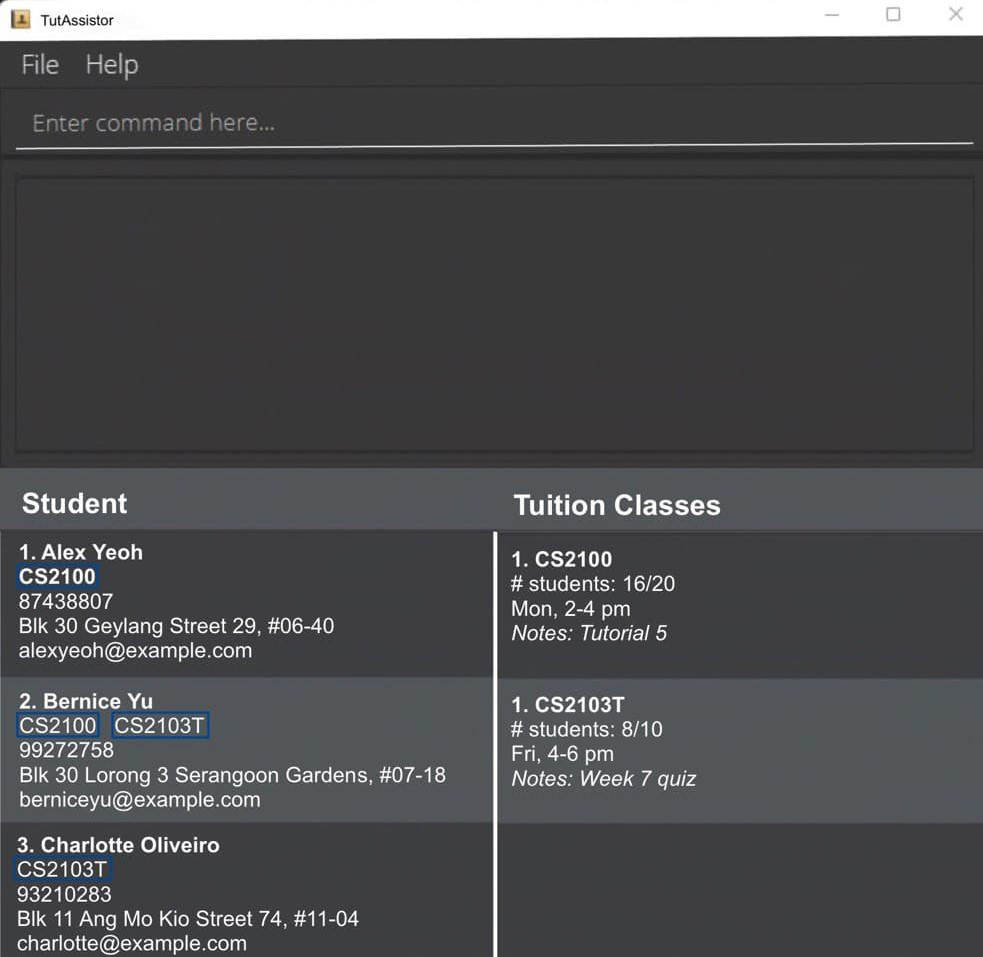 TutAssistor
File Help
Enter command here...
Student
1. Alex Yeoh
CS2100
87438807
Blk 30 Geylang Street 29, #06-40
alexyeoh@example.com
2. Bernice Yu
CS2100 CS2103T
99272758
Blk 30 Lorong 3 Serangoon Gardens, #07-18
berniceyu@example.com
3. Charlotte Oliveiro
CS2103T
93210283
Blk 11 Ang Mo Kio Street 74, #11-04
charlotte@example.com
Tuition Classes
1. CS2100
# students: 16/20
Mon, 2-4 pm
Notes: Tutorial 5
1. CS2103T
# students: 8/10
Fri, 4-6 pm
Notes: Week 7 quiz